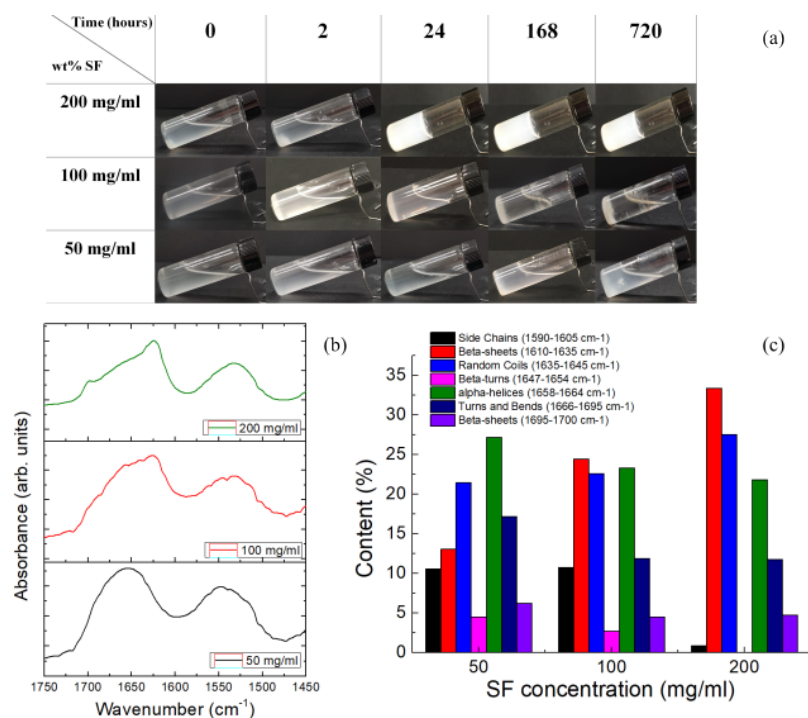 Time (hours)
wt% SF
0 2 24 168 720
(a)
200 mg/ml
100 mg/ml
50 mg/ml
(b)
200 mg/ml
100 mg/ml
50 mg/ml
Absorbance (arb. units)
1750 1700 1650 1600 1550 1500 1450
Wavenumber (cm-1)
(c)
Side Chains (1590-1605 cm-1)
Beta-sheets (1610-1635 cm-1)
Random Coils (1635-1645 cm-1)
Beta-turns (1647-1654 cm-1)
alpha-helices (1658-1664 cm-1)
Turns and Bends (1666-1695 cm-1)
Beta-sheets (1695-1700 cm-1)
35
30
25
20
15
10
5
0
Content (%)
50 100 200
SF concentration (mg/ml)